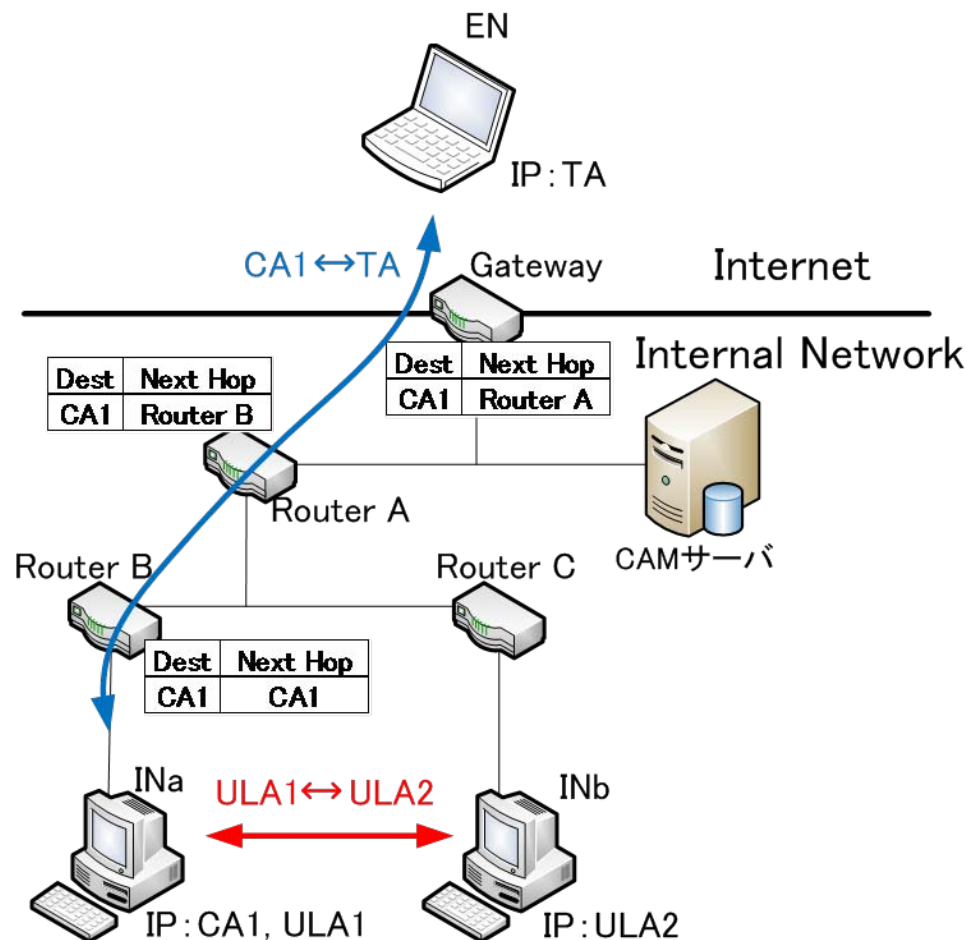 EN
IP:TA
CA1↔TA
Gateway
Internet
Internal Network
Dest Next Hop
CA1 Router B
Dest Next Hop
CA1 Router A
Router A
CAMサーバ
Router B
Router C
Dest Next Hop
CA1 CA1
INa
ULA1↔ULA2
INb
IP:CA1, ULA1
IP:ULA2